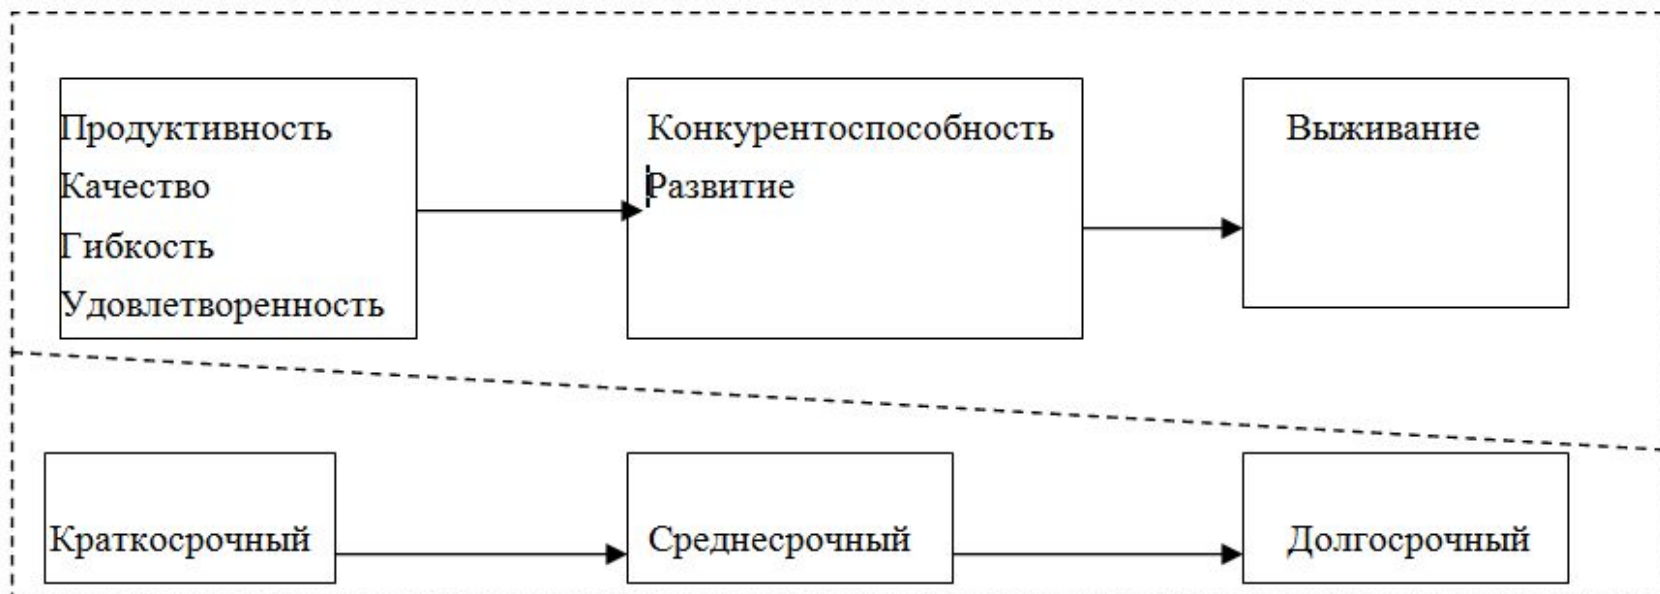 Продуктивность
Качество
Гибкость
Удовлетворенность
Конкурентоспособность
Развитие
Выживание
Краткосрочный
Среднесрочный
Долгосрочный